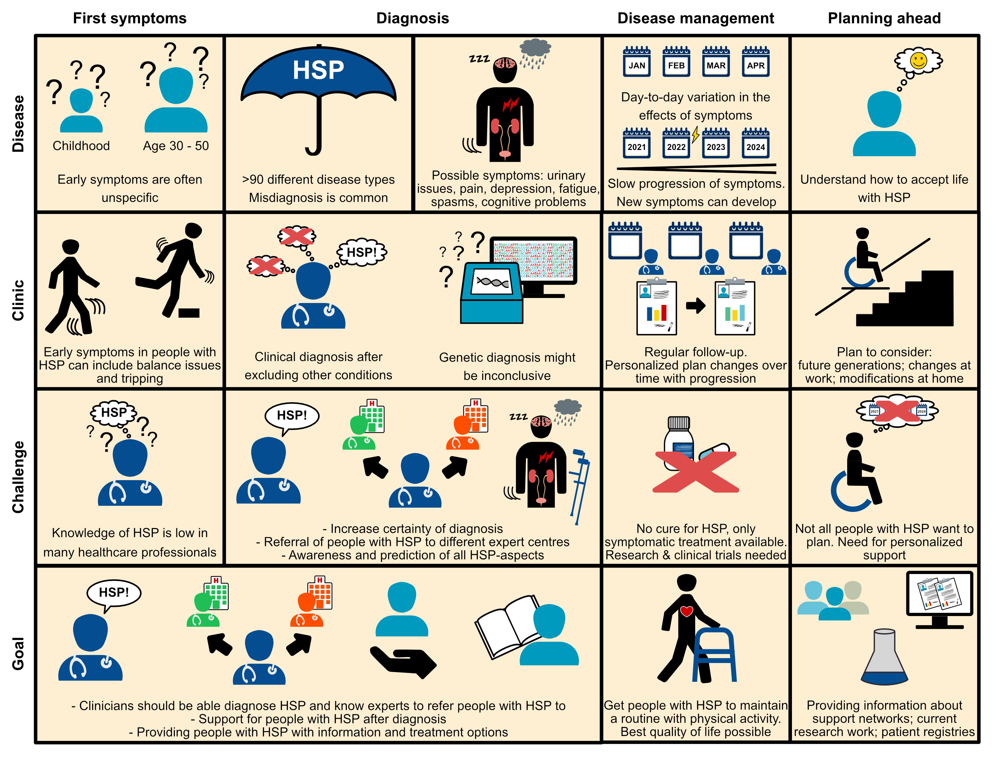 First symptoms
Diagnosis
Disease management
Planning ahead
Disease
? ? ? ? ? ? ? ?
Childhood
Age 30 - 50
Early symptoms are often
unspecific
HSP
>90 different disease types
Misdiagnosis is common
zzz
Possible symptoms: urinary
issues, pain, depression, fatigue,
spasms, cognitive problems
JAN FEB MAR APR
Day-to-day variation in the
effects of symptoms
2021 2022 2023 2024
Slow progression of symptoms.
New symptoms can develop
Understand how to accept life
with HSP
Clinic
Early symptoms in people with
HSP can include balance issues
and tripping
HSP!
Clinical diagnosis after
excluding other conditions
? ? ? ? ?
ACTGGCCATTTCGCATTCCCACACTTTGGCGGACTC
CGTTTATATAGGCCCGCAATAACGCAATCGATTCCAC
AAGTCAAGTAAGCCTACCGTCCTCAACGTCACGATT
ACTGGCCATTTCGCATTCCCACACTTTGGCGGACTC
CGTTTATATAGGCCCGCAATAACGCAATCGATTCCAC
AAGTCAAGTAAGCCTACCGTCCTCAACGTCACGATT
Genetic diagnosis might
be inconclusive
Regular follow-up.
Personalized plan changes over
time with progression
Plan to consider:
future generations; changes at
work; modifications at home
Challenge
HSP
? ? ? ?
Knowledge of HSP is low in
many healthcare professionals
HSP!
H
H
zzz
- Increase certainty of diagnosis
- Referral of people with HSP to different expert centres
- Awareness and prediction of all HSP-aspects
No cure for HSP, only
symptomatic treatment available.
Research & clinical trials needed
2021 2024
Not all people with HSP want to
plan. Need for personalized
support
Goal
HSP!
H
H
- Clinicians should be able diagnose HSP and know experts to refer people with HSP to
- Support for people with HSP after diagnosis
- Providing people with HSP with information and treatment options
Get people with HSP to maintain
a routine with physical activity.
Best quality of life possible
Providing information about
support networks; current
research work; patient registries